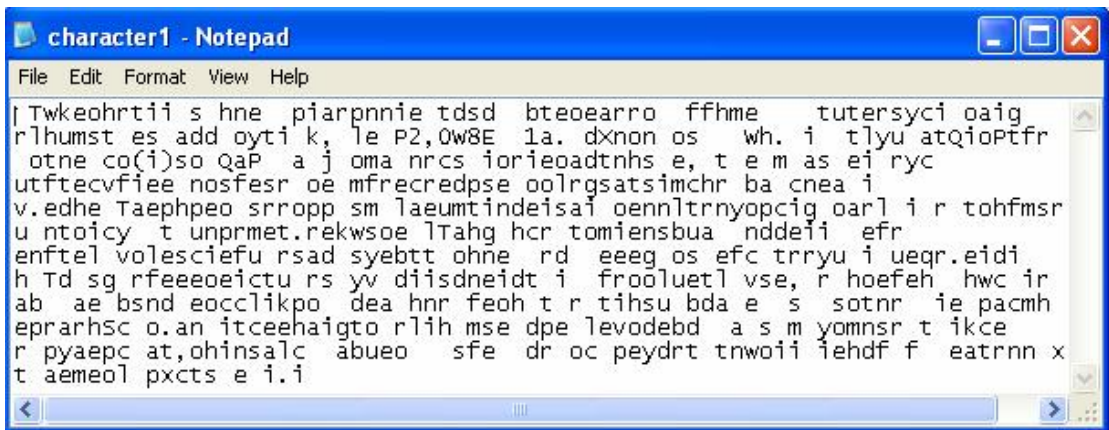 character1 - Notepad
File Edit Format View Help
Twkeohrtii s hne  piarpnnie tdsd  bteoearro  ffhme    tutersyci oaig
rlhumst es add oyti k, le P2,0W8E  1a. dXnon os   wh. i  tlyu atQioPtfr
 otne co(i)so QaP  a j oma nrcs iorieoadtnhs e, t e m as ei ryc
utftecvfiee nosfesr oe mfrecredpse oolrgsatsimchr ba cnea i
v.edhe Taephpeo srropp sm laeumtindeisai oennltrnyopcig oarl i r tohfmsr
u ntoicy  t unprmet.rekwsoe lTahg hcr tomiensbua  nddeii  efr
enftel volesciefu rsad syebtt ohne  rd  eeeg os efc trryu i ueqr.eidi
h Td sg rfeeeoeictu rs yv diisdneidt i  frooluetl vse, r hoefeh  hwc ir
ab  ae bsnd eocclikpo  dea hnr feoh t r tihsu bda e  s  sotnr  ie pacmh
eprarhSc o.an itceehaigto rlih mse dpe levodebd  a s m yomnsr t ikce
r pyaepc at,ohinsalc  abueo   sfe  dr oc peydrt tnwoii iehdf f  eatrnn x
t aemeol pxcts e i.i